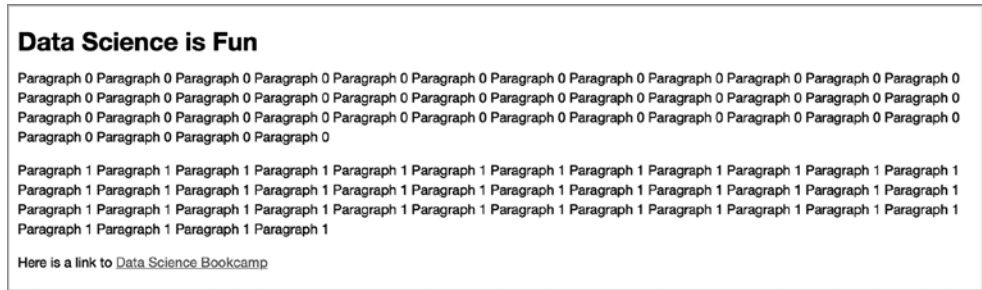 Data Science is Fun
Paragraph 0 Paragraph 0 Paragraph 0 Paragraph 0 Paragraph 0 Paragraph 0 Paragraph 0 Paragraph 0 Paragraph 0 Paragraph 0 Paragraph 0 Paragraph 0
Paragraph 0 Paragraph 0 Paragraph 0 Paragraph 0 Paragraph 0 Paragraph 0 Paragraph 0 Paragraph 0 Paragraph 0 Paragraph 0 Paragraph 0 Paragraph 0
Paragraph 0 Paragraph 0 Paragraph 0 Paragraph 0 Paragraph 0 Paragraph 0 Paragraph 0 Paragraph 0 Paragraph 0 Paragraph 0 Paragraph 0 Paragraph 0
Paragraph 0 Paragraph 0 Paragraph 0 Paragraph 0
Paragraph 1 Paragraph 1 Paragraph 1 Paragraph 1 Paragraph 1 Paragraph 1 Paragraph 1 Paragraph 1 Paragraph 1 Paragraph 1 Paragraph 1 Paragraph 1
Paragraph 1 Paragraph 1 Paragraph 1 Paragraph 1 Paragraph 1 Paragraph 1 Paragraph 1 Paragraph 1 Paragraph 1 Paragraph 1 Paragraph 1 Paragraph 1
Paragraph 1 Paragraph 1 Paragraph 1 Paragraph 1 Paragraph 1 Paragraph 1 Paragraph 1 Paragraph 1 Paragraph 1 Paragraph 1 Paragraph 1 Paragraph 1
Paragraph 1 Paragraph 1 Paragraph 1 Paragraph 1
Here is a link to Data Science Bookcamp